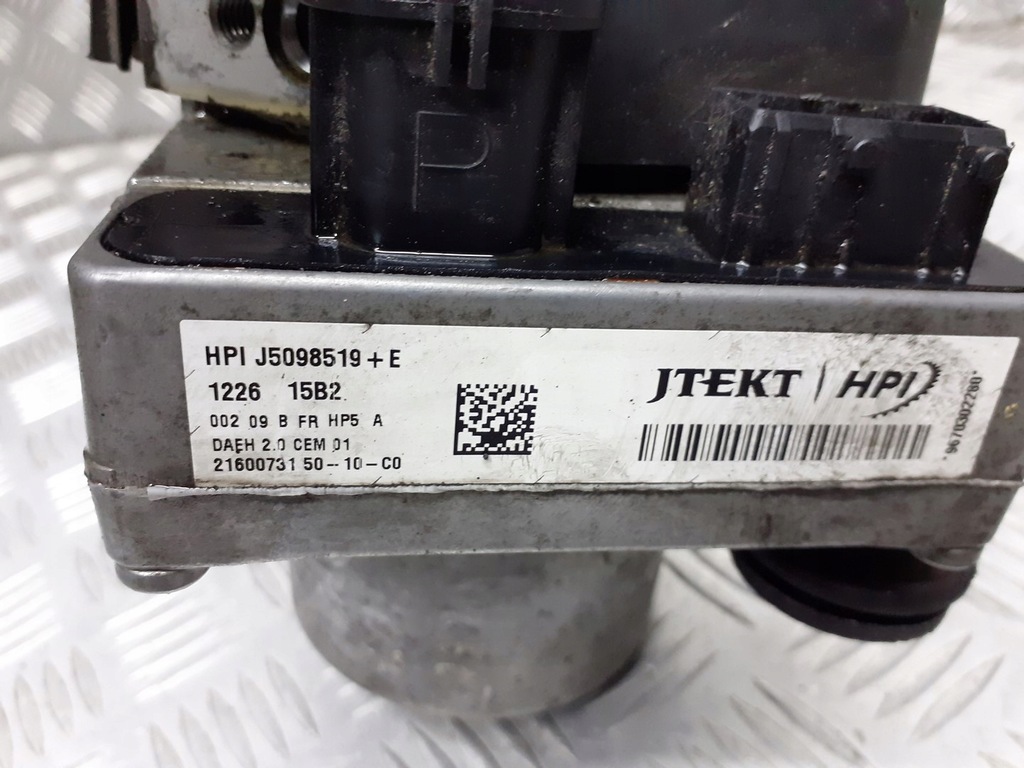 P
HPI J5098519+E
1226 15B2
002 09 B FR HP5 A
DAEH 2.0 CEM 01
21600731 50-10-C0
JTEKT | HPI
*9670302280*